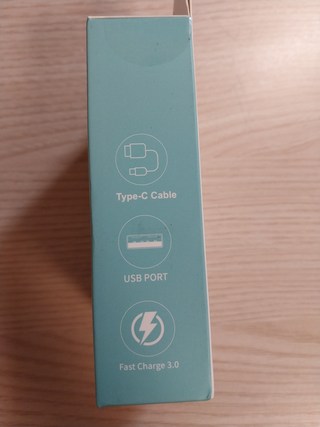 Type-C Cable
USB PORT
Fast Charge 3.0